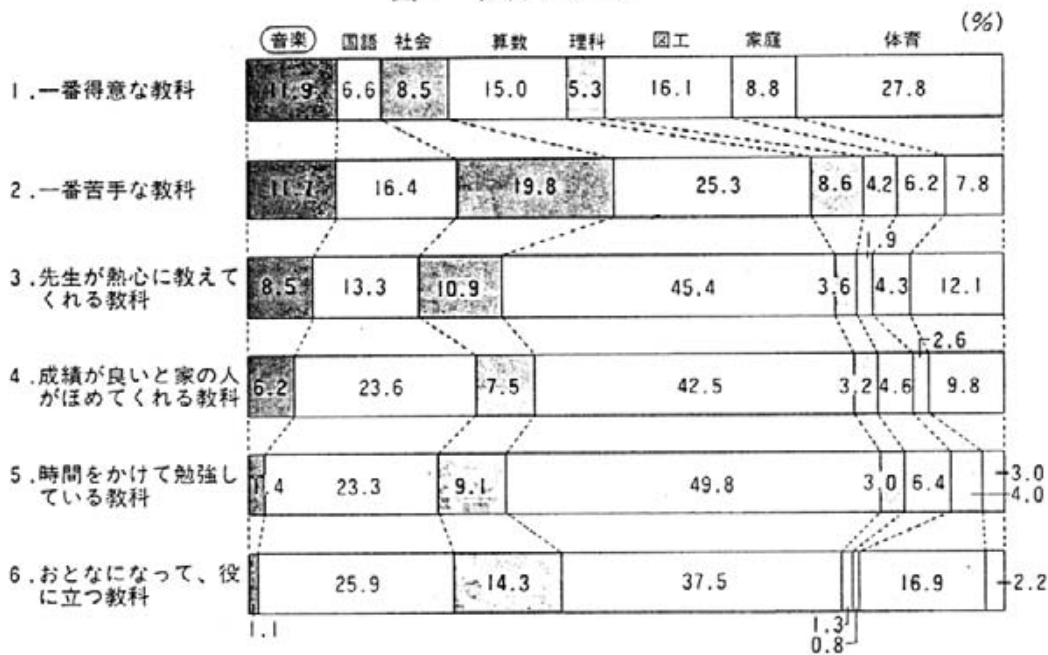 (%)
音楽 国語 社会 算数 理科 図工 家庭 体育
1.一番得意な教科 11.9 6.6 8.5 15.0 5.3 16.1 8.8 27.8
2.一番苦手な教科 11.7 16.4 19.8 25.3 8.6 4.2 6.2 7.8
1.9
3.先生が熱心に教えて
くれる教科 8.5 13.3 10.9 45.4 3.6 4.3 12.1
2.6
4.成績が良いと家の人
がほめてくれる教科 6.2 23.6 7.5 42.5 3.2 4.6 9.8
5.時間をかけて勉強し
ている教科 1.4 23.3 9.1 49.8 3.0 6.4 3.0
4.0
6.おとなになって、役
に立つ教科 25.9 14.3 37.5 16.9 2.2
1.1 1.3
0.8